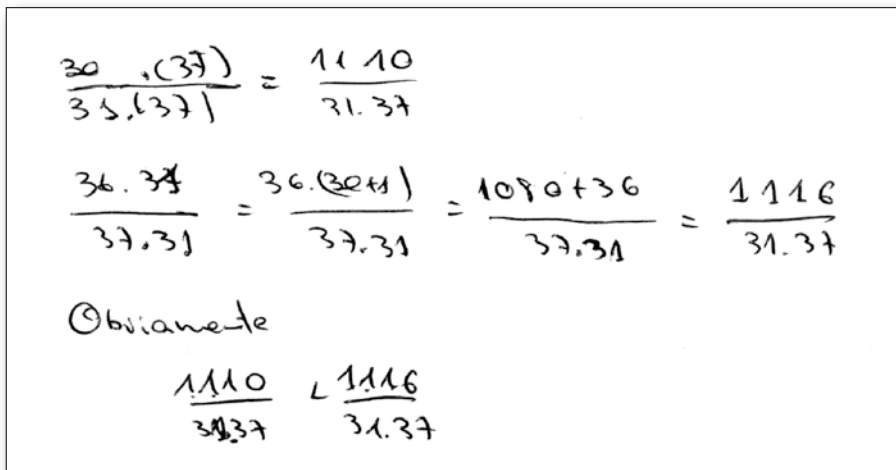 30 .(37) / 31.(37) = 1110 / 31.37
36.31 / 37.31 = 36.(30+1) / 37.31 = 1080+36 / 37.31 = 1116 / 31.37
Obviamente
1110 / 31.37 < 1116 / 31.37